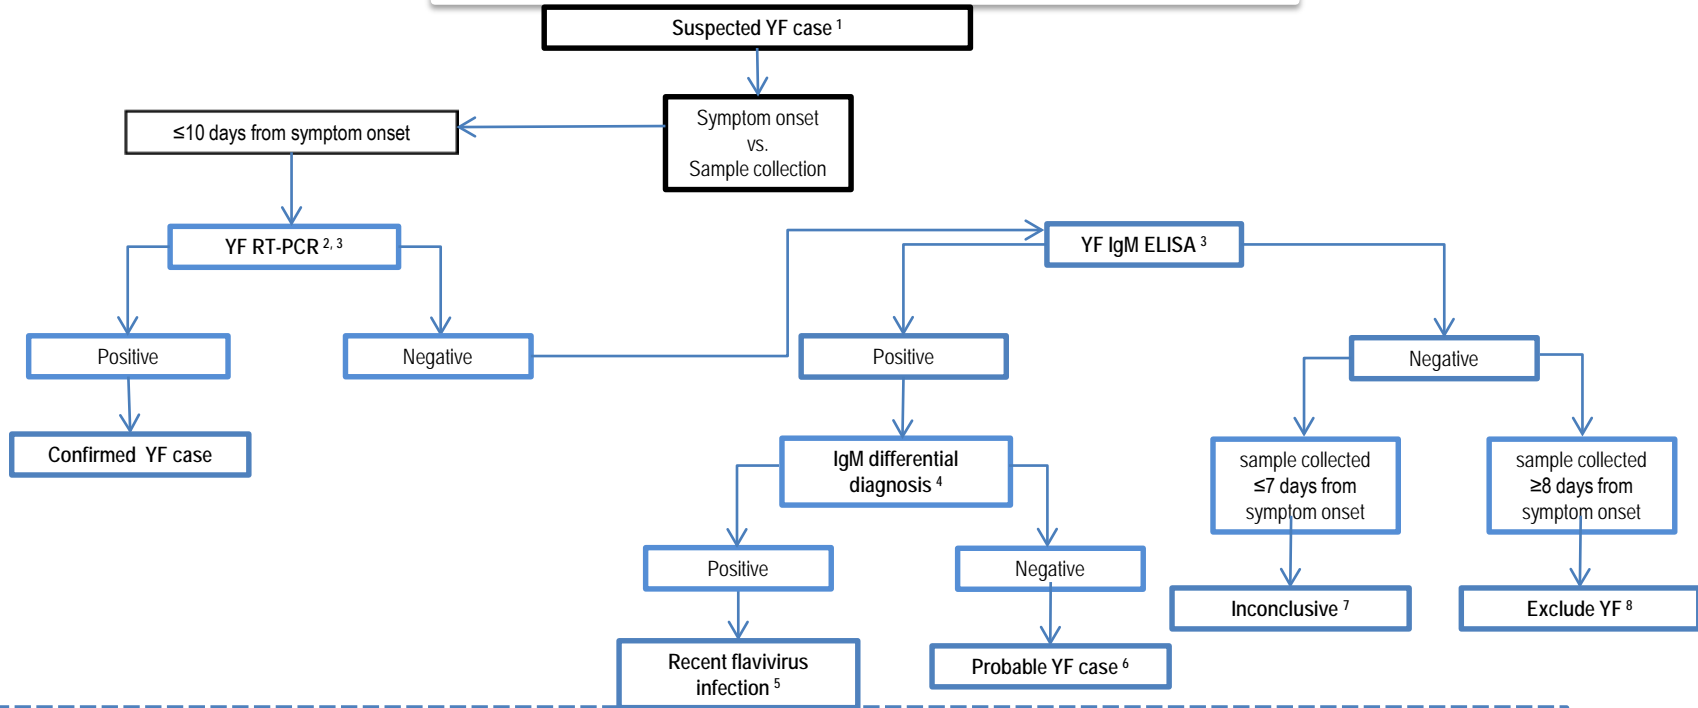 Suspected YF case ¹
Symptom onset
vs.
Sample collection
≤10 days from symptom onset
YF RT-PCR ², ³
YF IgM ELISA ³
Positive
Negative
Positive
Negative
Confirmed YF case
IgM differential
diagnosis ⁴
sample collected
≤7 days from
symptom onset
sample collected
≥8 days from
symptom onset
Positive
Negative
Inconclusive ⁷
Exclude YF ⁸
Recent flavivirus
infection ⁵
Probable YF case ⁶